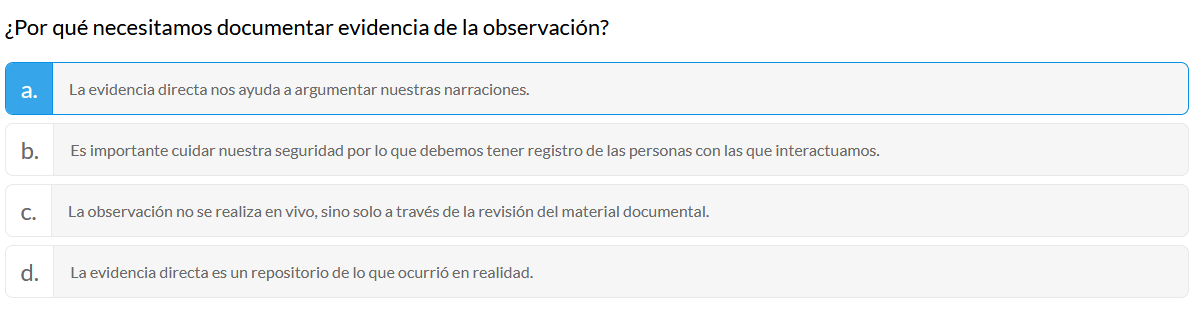 ¿Por qué necesitamos documentar evidencia de la observación?
a. La evidencia directa nos ayuda a argumentar nuestras narraciones.
b. Es importante cuidar nuestra seguridad por lo que debemos tener registro de las personas con las que interactuamos.
c. La observación no se realiza en vivo, sino solo a través de la revisión del material documental.
d. La evidencia directa es un repositorio de lo que ocurrió en realidad.